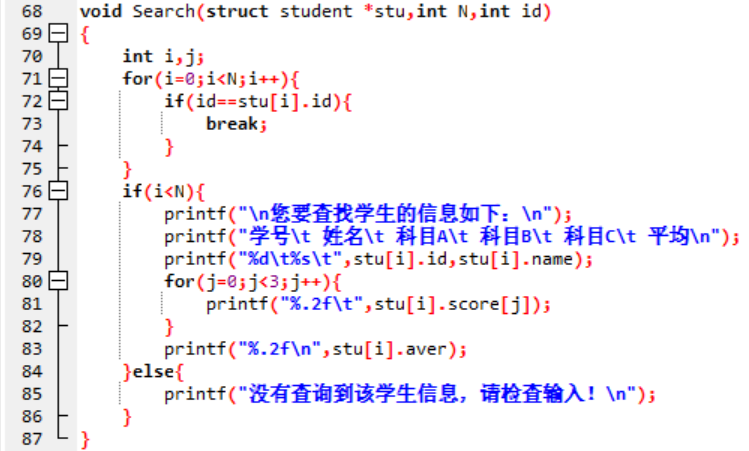 68 void Search(struct student *stu,int N,int id)
69 {
70 int i,j;
71 for(i=0;i<N;i++){
72 if(id==stu[i].id){
73 break;
74 }
75 }
76 if(i<N){
77 printf("\n您要查找学生的信息如下：\n");
78 printf("学号\t 姓名\t 科目A\t 科目B\t 科目C\t 平均\n");
79 printf("%d\t%s\t",stu[i].id,stu[i].name);
80 for(j=0;j<3;j++){
81 printf("%.2f\t",stu[i].score[j]);
82 }
83 printf("%.2f\n",stu[i].aver);
84 }else{
85 printf("没有查询到该学生信息，请检查输入！\n");
86 }
87 }